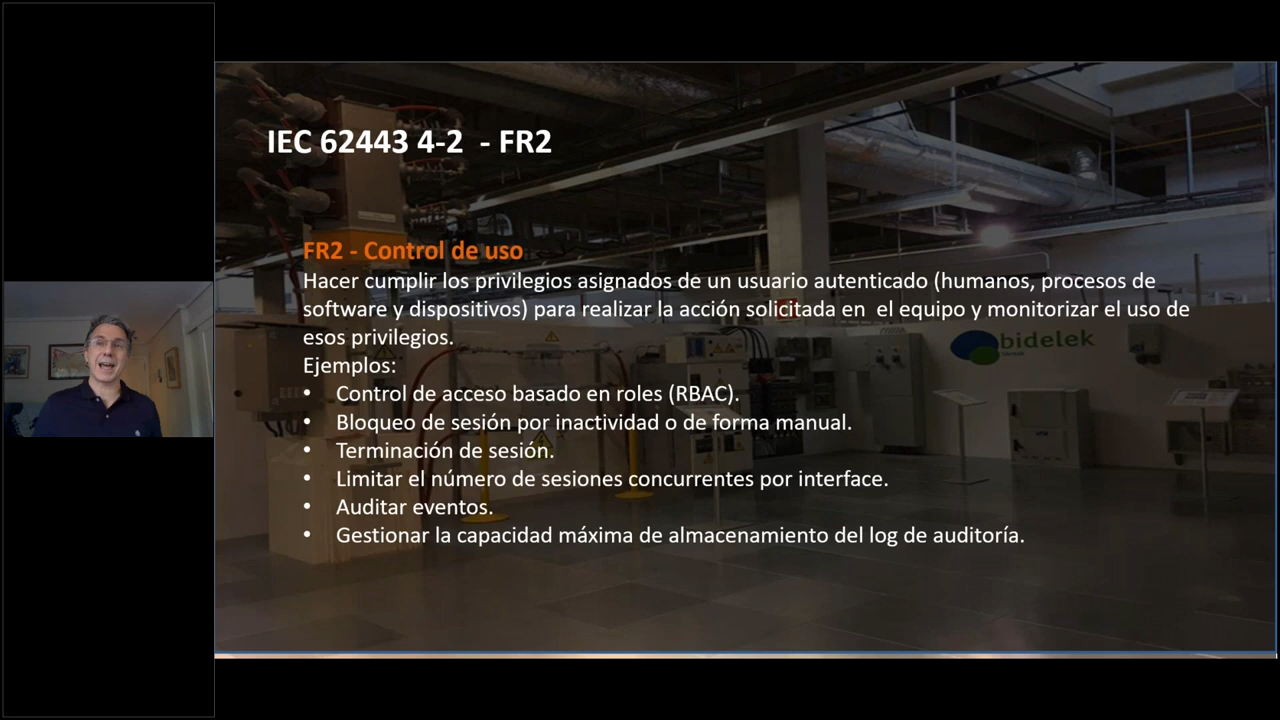 IEC 62443 4-2 - FR2
FR2 - Control de uso
Hacer cumplir los privilegios asignados de un usuario autenticado (humanos, procesos de
software y dispositivos) para realizar la acción solicitada en el equipo y monitorizar el uso de
esos privilegios.
bidelek
Ejemplos:
• Control de acceso basado en roles (RBAC).
• Bloqueo de sesión por inactividad o de forma manual.
• Terminación de sesión.
• Limitar el número de sesiones concurrentes por interface.
• Auditar eventos.
• Gestionar la capacidad máxima de almacenamiento del log de auditoría.